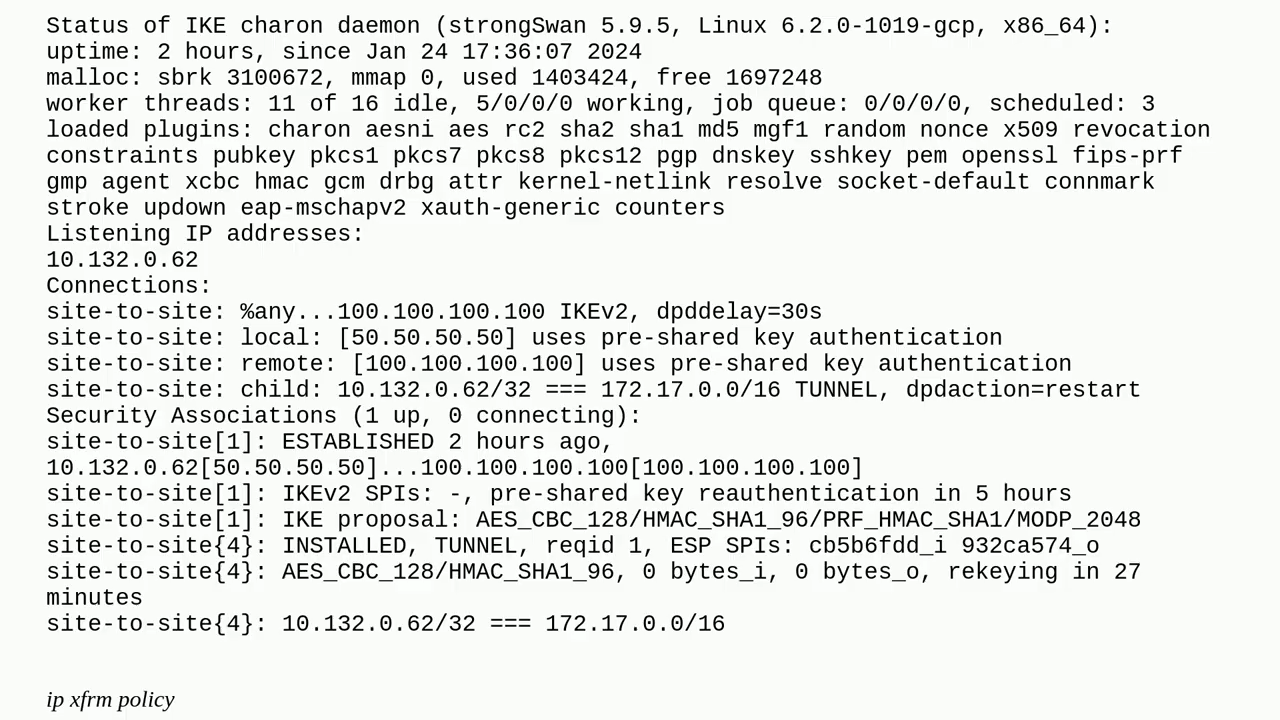 Status of IKE charon daemon (strongSwan 5.9.5, Linux 6.2.0-1019-gcp, x86_64):
uptime: 2 hours, since Jan 24 17:36:07 2024
malloc: sbrk 3100672, mmap 0, used 1403424, free 1697248
worker threads: 11 of 16 idle, 5/0/0/0 working, job queue: 0/0/0/0, scheduled: 3
loaded plugins: charon aesni aes rc2 sha2 sha1 md5 mgf1 random nonce x509 revocation
constraints pubkey pkcs1 pkcs7 pkcs8 pkcs12 pgp dnskey sshkey pem openssl fips-prf
gmp agent xcbc hmac gcm drbg attr kernel-netlink resolve socket-default connmark
stroke updown eap-mschapv2 xauth-generic counters
Listening IP addresses:
10.132.0.62
Connections:
site-to-site: %any...100.100.100.100 IKEv2, dpddelay=30s
site-to-site: local: [50.50.50.50] uses pre-shared key authentication
site-to-site: remote: [100.100.100.100] uses pre-shared key authentication
site-to-site: child: 10.132.0.62/32 === 172.17.0.0/16 TUNNEL, dpdaction=restart
Security Associations (1 up, 0 connecting):
site-to-site[1]: ESTABLISHED 2 hours ago,
10.132.0.62[50.50.50.50]...100.100.100.100[100.100.100.100]
site-to-site[1]: IKEv2 SPIs: -, pre-shared key reauthentication in 5 hours
site-to-site[1]: IKE proposal: AES_CBC_128/HMAC_SHA1_96/PRF_HMAC_SHA1/MODP_2048
site-to-site{4}: INSTALLED, TUNNEL, reqid 1, ESP SPIs: cb5b6fdd_i 932ca574_o
site-to-site{4}: AES_CBC_128/HMAC_SHA1_96, 0 bytes_i, 0 bytes_o, rekeying in 27
minutes
site-to-site{4}: 10.132.0.62/32 === 172.17.0.0/16
ip xfrm policy